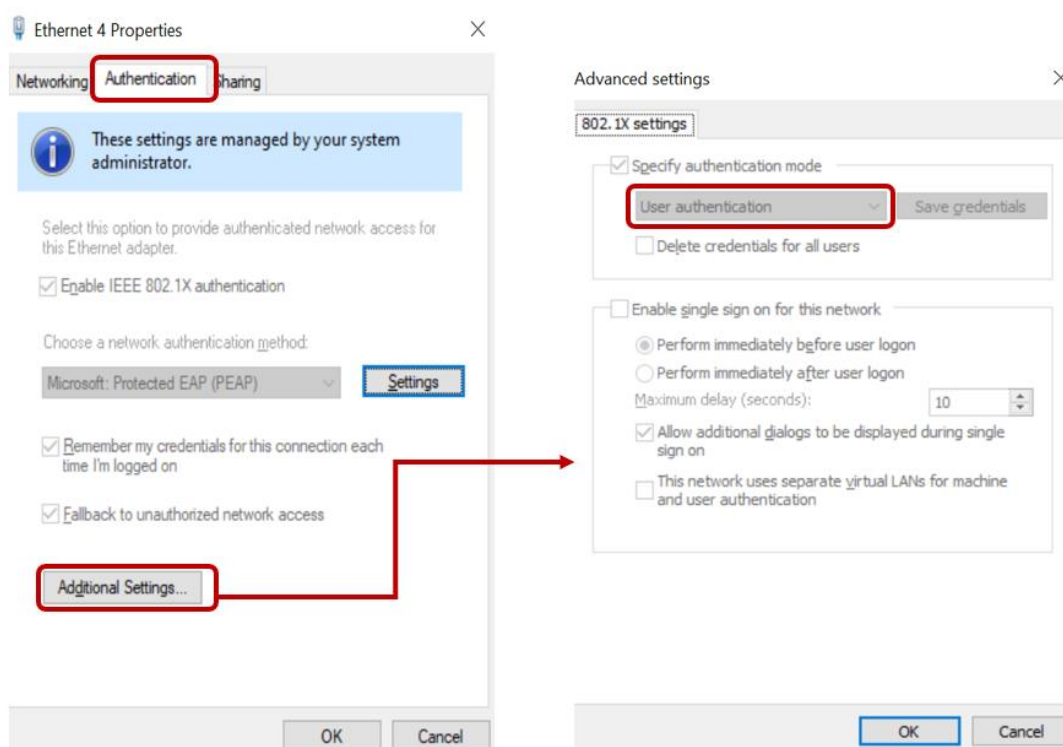 Ethernet 4 Properties
Networking Authentication Sharing
These settings are managed by your system
administrator.
Select this option to provide authenticated network access for
this Ethernet adapter.
Enable IEEE 802.1X authentication
Choose a network authentication method:
Microsoft: Protected EAP (PEAP)
Settings
Remember my credentials for this connection each
time I'm logged on
Fallback to unauthorized network access
Additional Settings...
OK Cancel
Advanced settings
802.1X settings
Specify authentication mode
User authentication
Save credentials
Delete credentials for all users
Enable single sign on for this network
Perform immediately before user logon
Perform immediately after user logon
Maximum delay (seconds):
10
Allow additional dialogs to be displayed during single
sign on
This network uses separate virtual LANs for machine
and user authentication
OK Cancel